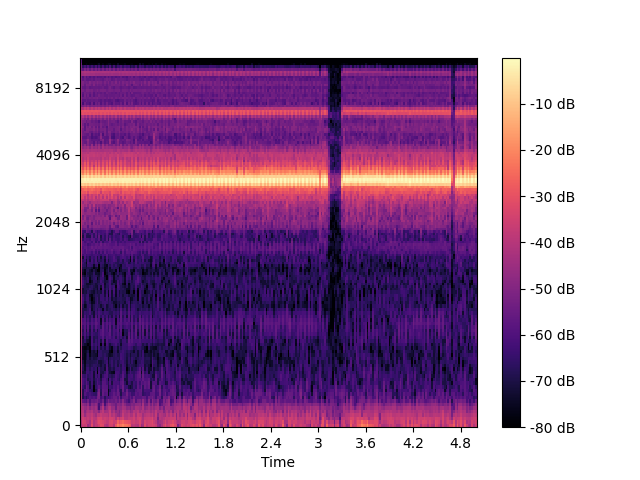 Hz
8192
4096
2048
1024
512
0
0 0.6 1.2 1.8 2.4 3 3.6 4.2 4.8
Time
-10 dB
-20 dB
-30 dB
-40 dB
-50 dB
-60 dB
-70 dB
-80 dB